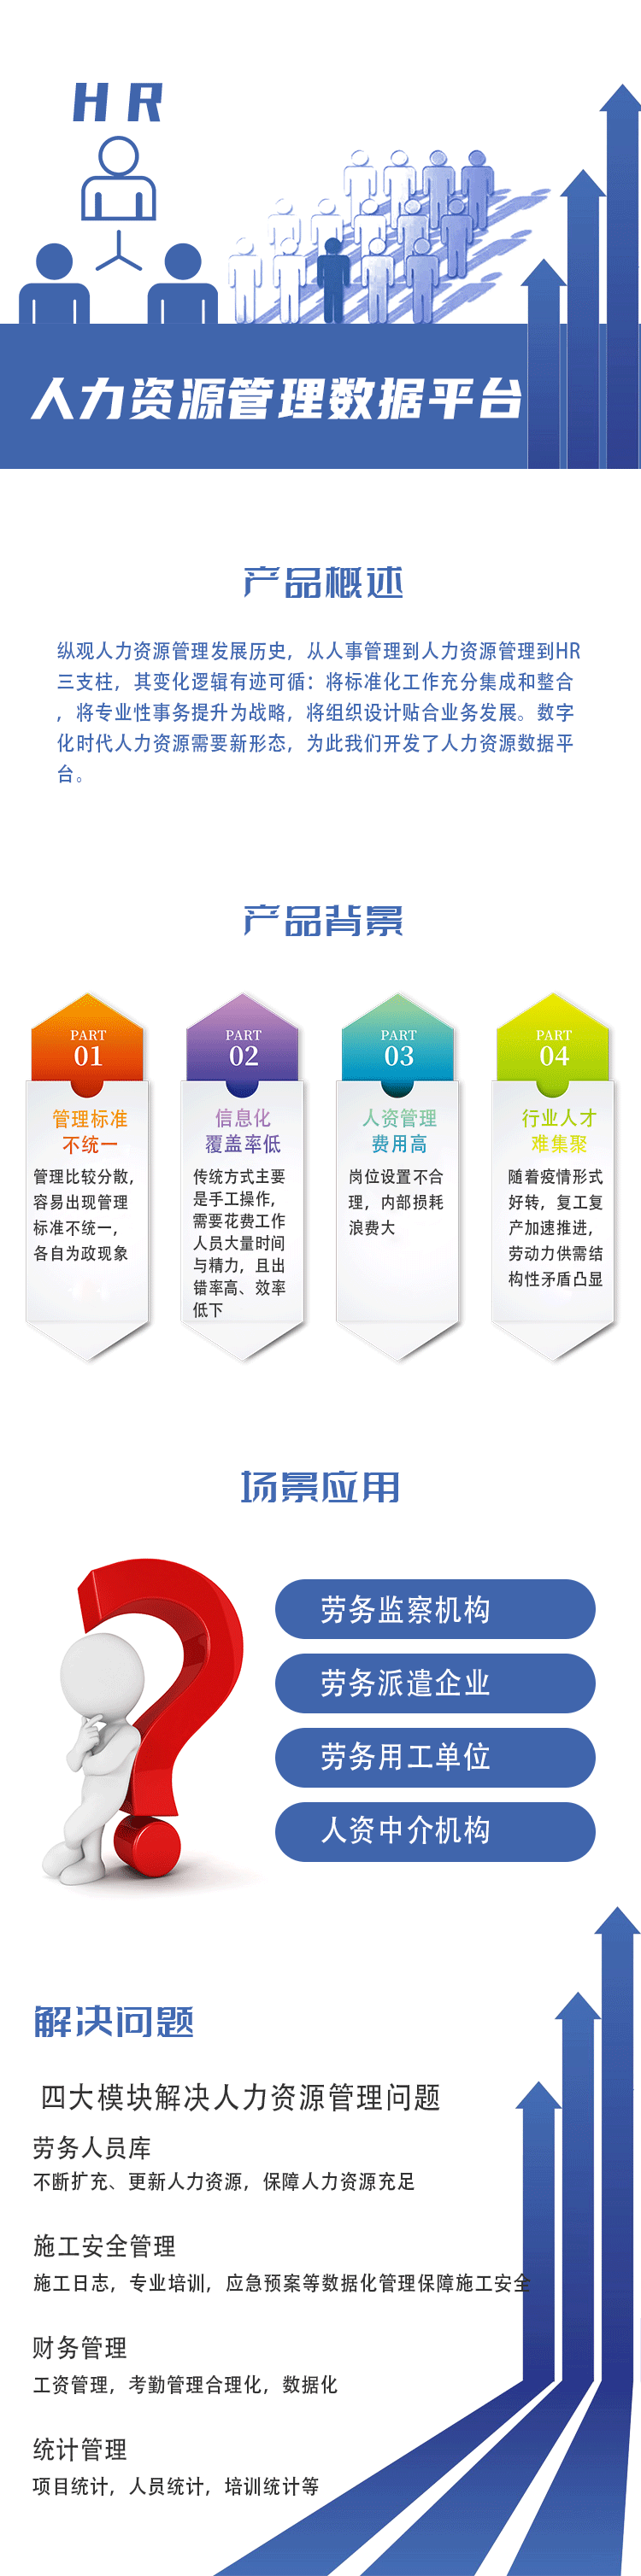 HR
人力资源管理数据平台
产品概述
纵观人力资源管理发展历史，从人事管理到人力资源管理到HR
三支柱，其变化逻辑有迹可循：将标准化工作充分集成和整合
，将专业性事务提升为战略，将组织设计贴合业务发展。数字
化时代人力资源需要新形态，为此我们开发了人力资源数据平
台。
产品背景
PART
01
管理标准
不统一
管理比较分散，
容易出现管理
标准不统一，
各自为政现象
PART
02
信息化
覆盖率低
传统方式主要
是手工操作，
需要花费工作
人员大量时间
与精力，且出
错率高、效率
低下
PART
03
人资管理
费用高
岗位设置不合
理，内部损耗
浪费大
PART
04
行业人才
难集聚
随着疫情形式
好转，复工复
产加速推进，
劳动力供需结
构性矛盾凸显
场景应用
劳务监察机构
劳务派遣企业
劳务用工单位
人资中介机构
解决问题
四大模块解决人力资源管理问题
劳务人员库
不断扩充、更新人力资源，保障人力资源充足
施工安全管理
施工日志，专业培训，应急预案等数据化管理保障施工安全
财务管理
工资管理，考勤管理合理化，数据化
统计管理
项目统计，人员统计，培训统计等